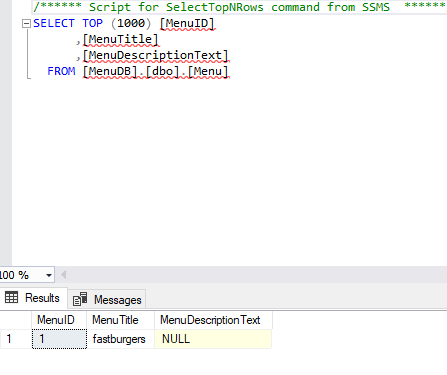 /****** Script for SelectTopNRows command from SSMS ******
SELECT TOP (1000) [MenuID]
,[MenuTitle]
,[MenuDescriptionText]
FROM [MenuDB].[dbo].[Menu]
100 %
Results Messages
MenuID MenuTitle MenuDescriptionText
1 1 fastburgers NULL